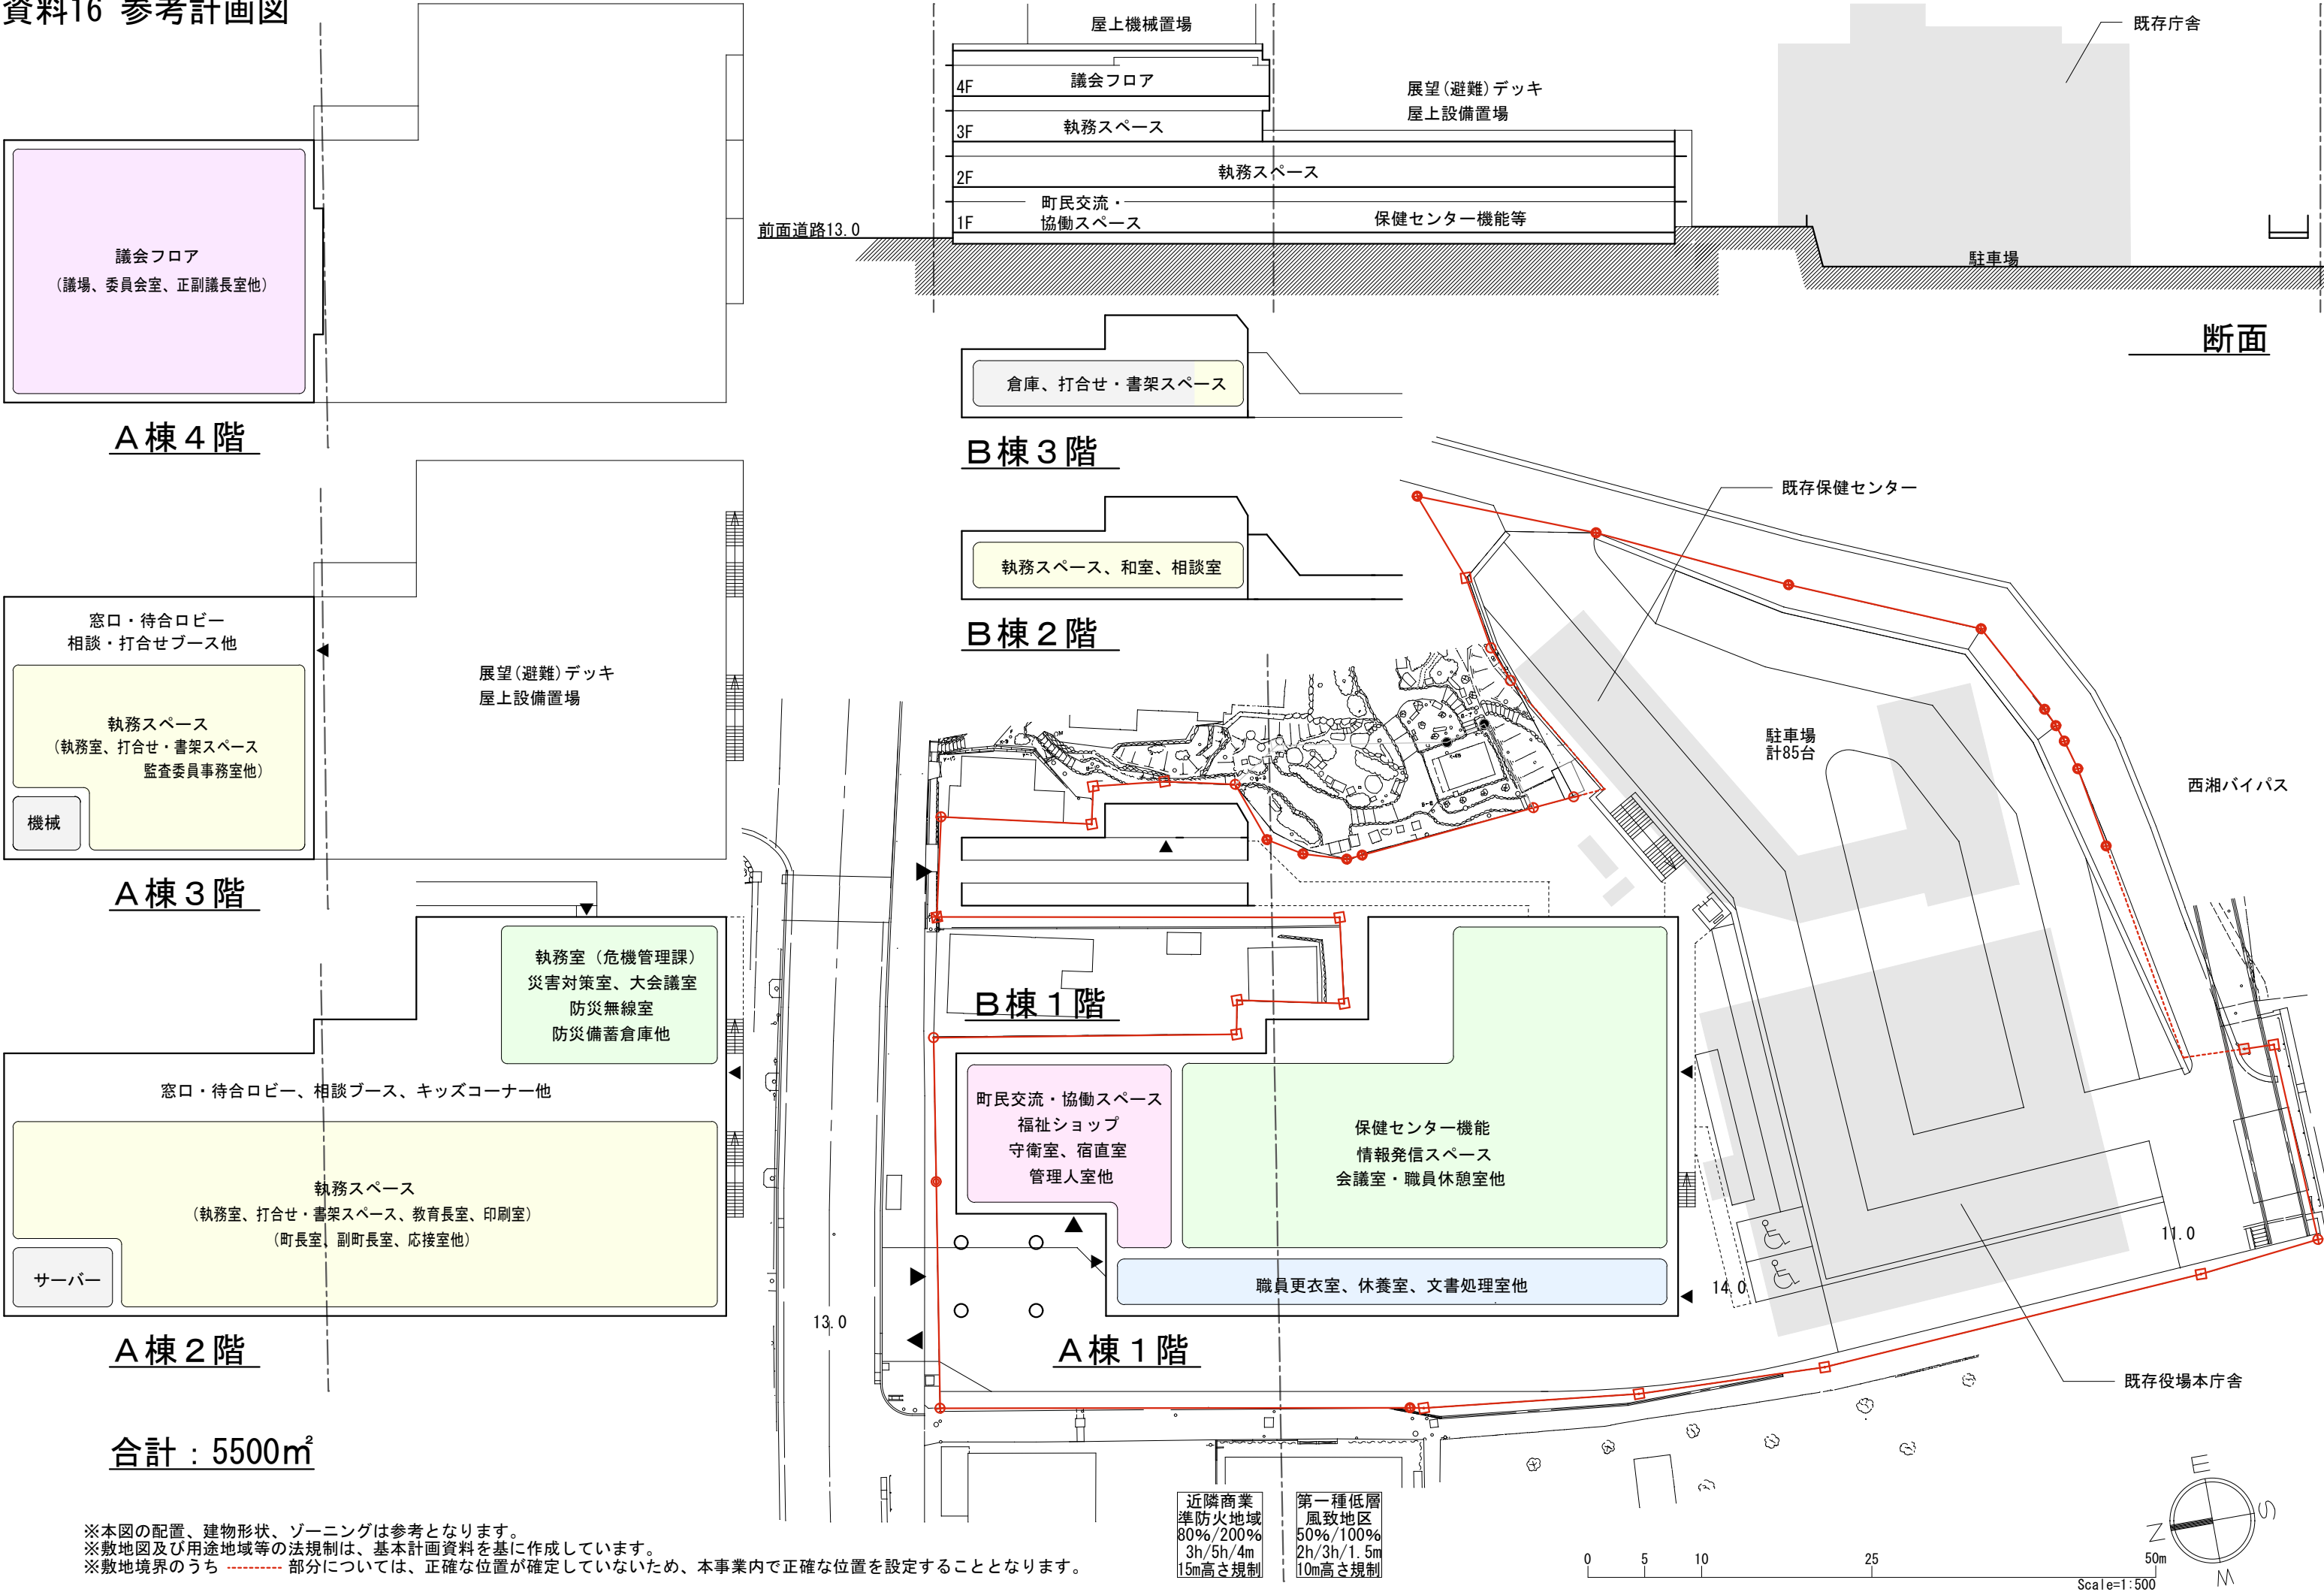 資料16 参考計画図
屋上機械置場
4F
議会フロア
3F
執務スペース
展望(避難)デッキ
屋上設備置場
2F
執務スペース
1F
町民交流・
協働スペース
保健センター機能等
前面道路13.0
既存庁舎
駐車場
断面
議会フロア
(議場、委員会室、正副議長室他)
A棟4階
倉庫、打合せ・書架スペース
B棟3階
執務スペース、和室、相談室
B棟2階
窓口・待合ロビー
相談・打合せブース他
執務スペース
(執務室、打合せ・書架スペース
監査委員事務室他)
機械
展望(避難)デッキ
屋上設備置場
A棟3階
既存保健センター
駐車場
計85台
西湘バイパス
執務室(危機管理課)
災害対策室、大会議室
防災無線室
防災備蓄倉庫他
窓口・待合ロビー、相談ブース、キッズコーナー他
執務スペース
(執務室、打合せ・書架スペース、教育長室、印刷室)
(町長室、副町長室、応接室他)
サーバー
A棟2階
B棟1階
町民交流・協働スペース
福祉ショップ
守衛室、宿直室
管理人室他
保健センター機能
情報発信スペース
会議室・職員休憩室他
職員更衣室、休養室、文書処理室他
A棟1階
13.0
14.0
11.0
既存役場本庁舎
合計:5500㎡
近隣商業
準防火地域
80%/200%
3h/5h/4m
15m高さ規制
第一種低層
風致地区
50%/100%
2h/3h/1.5m
10m高さ規制
※本図の配置、建物形状、ゾーニングは参考となります。
※敷地図及び用途地域等の法規制は、基本計画資料を基に作成しています。
※敷地境界のうち ---------- 部分については、正確な位置が確定していないため、本事業内で正確な位置を設定することとなります。
0 5 10 25 50m
Scale=1:500
E
S
N
W